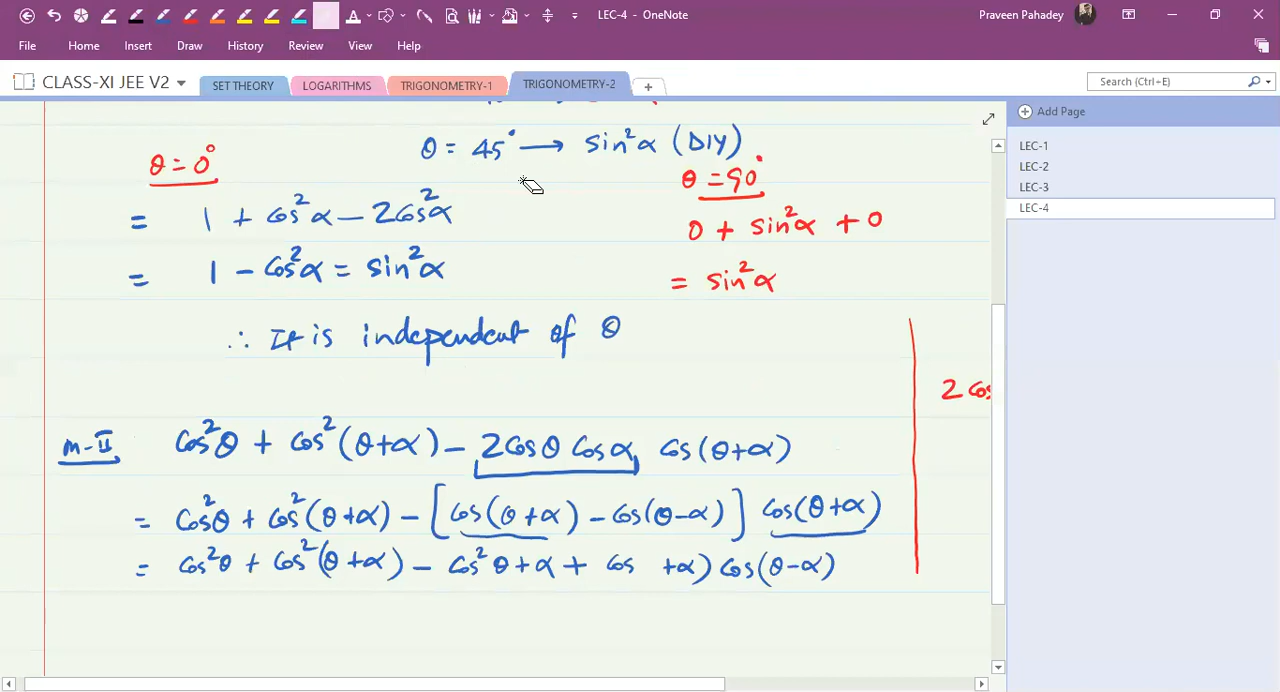 LEC-4 - OneNote
Praveen Pahadey
File Home Insert Draw History Review View Help
CLASS-XI JEE V2 SET THEORY LOGARITHMS TRIGONOMETRY-1 TRIGONOMETRY-2
Search (Ctrl+E)
Add Page
LEC-1
LEC-2
LEC-3
LEC-4
θ = 45° → sin²α (DIY)
θ = 0°
= 1 + cos²α - 2cos²α
= 1 - cos²α = sin²α
θ = 90°
0 + sin²α + 0
= sin²α
∴ It is independent of θ
2 cos
M-II cos²θ + cos²(θ+α) - 2cosθ cosα cos(θ+α)
= cos²θ + cos²(θ+α) - [cos(θ+α) - cos(θ-α)] cos(θ+α)
= cos²θ + cos²(θ+α) - cos²θ+α + cos +α) cos(θ-α)